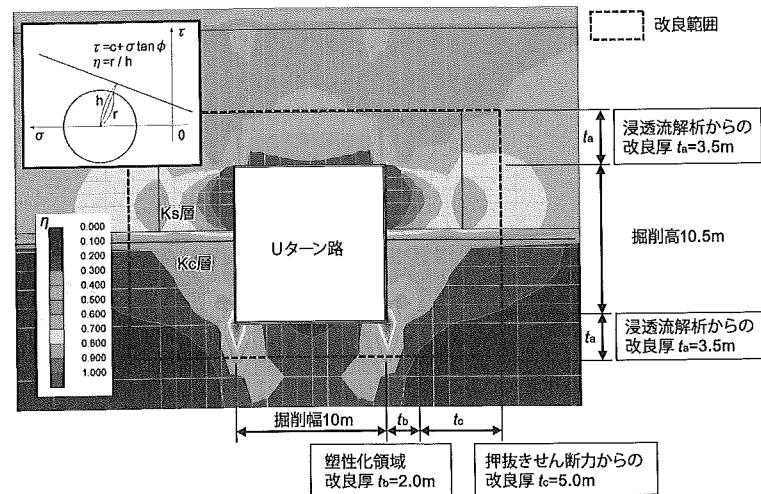 τ
τ=c+σ tan φ
η=r / h
h
r
σ
0
改良範囲
ta
浸透流解析からの
改良厚 ta=3.5m
Ks層
η
0.000
0.100
0.200
0.300
0.400
0.500
0.600
0.700
0.800
0.900
1.000
Kc層
Uターン路
掘削高10.5m
ta
浸透流解析からの
改良厚 ta=3.5m
掘削幅10m
tb
tc
塑性化領域
改良厚 tb=2.0m
押抜きせん断力からの
改良厚 tc=5.0m